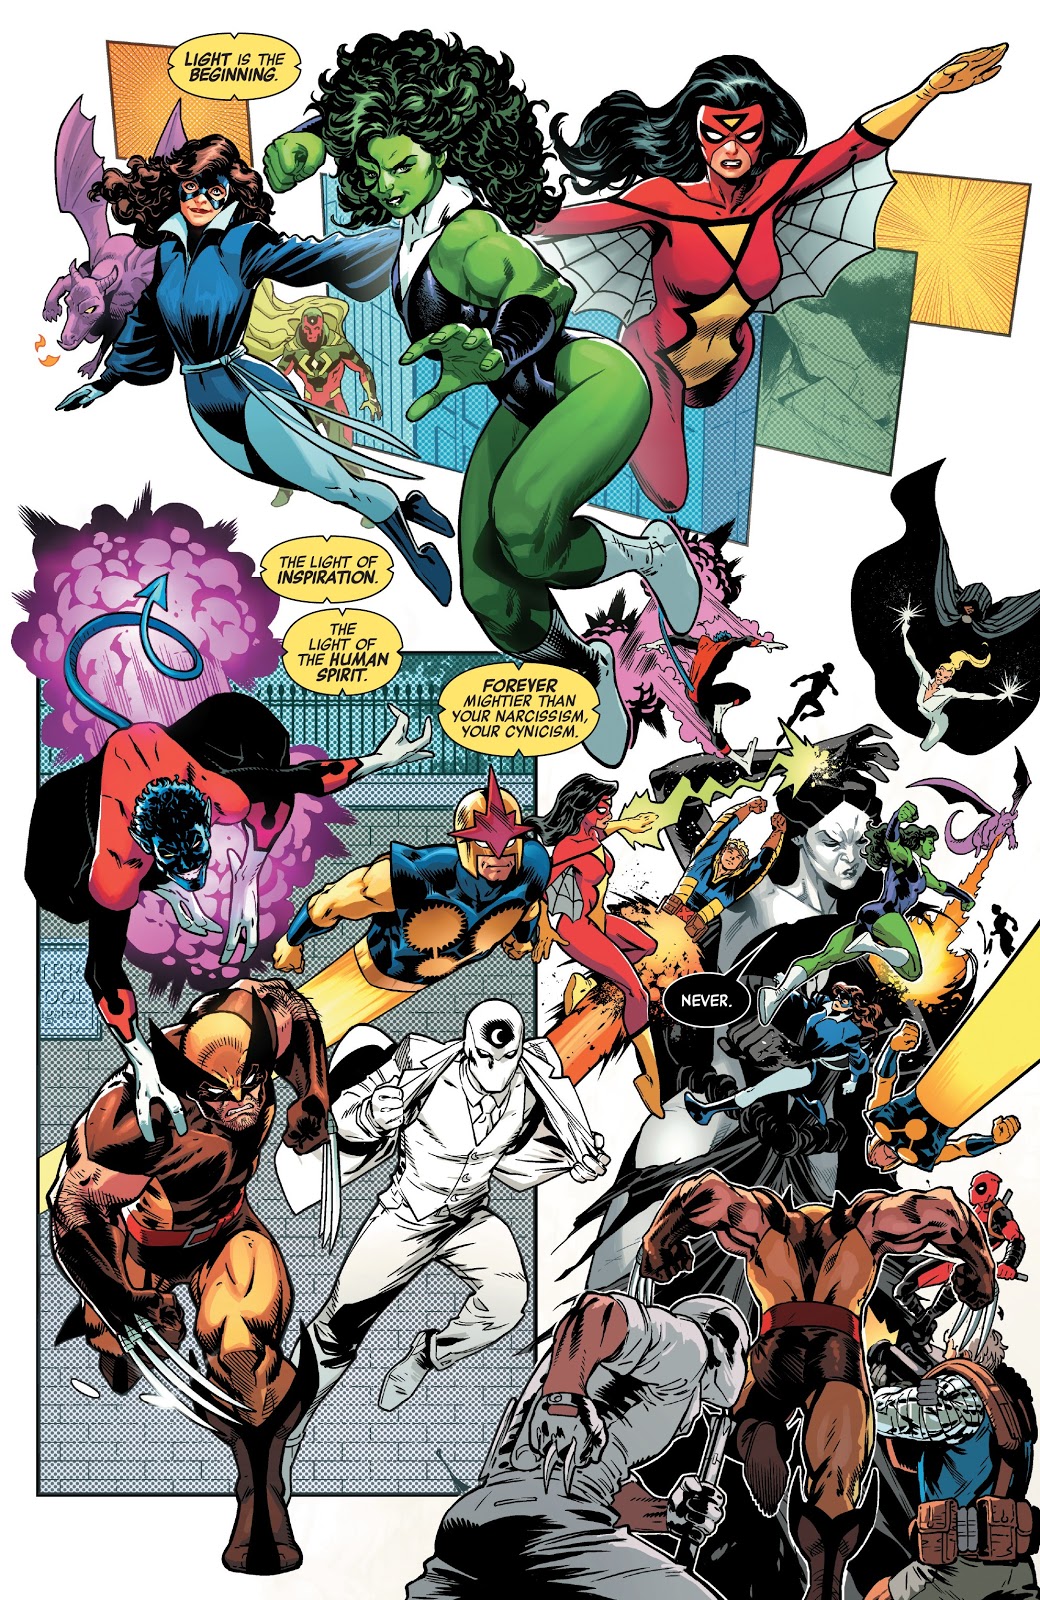 LIGHT IS THE
BEGINNING.
THE LIGHT OF
INSPIRATION.
THE
LIGHT OF
THE HUMAN
SPIRIT.
FOREVER
MIGHTIER THAN
YOUR NARCISSISM,
YOUR CYNICISM.
NEVER.